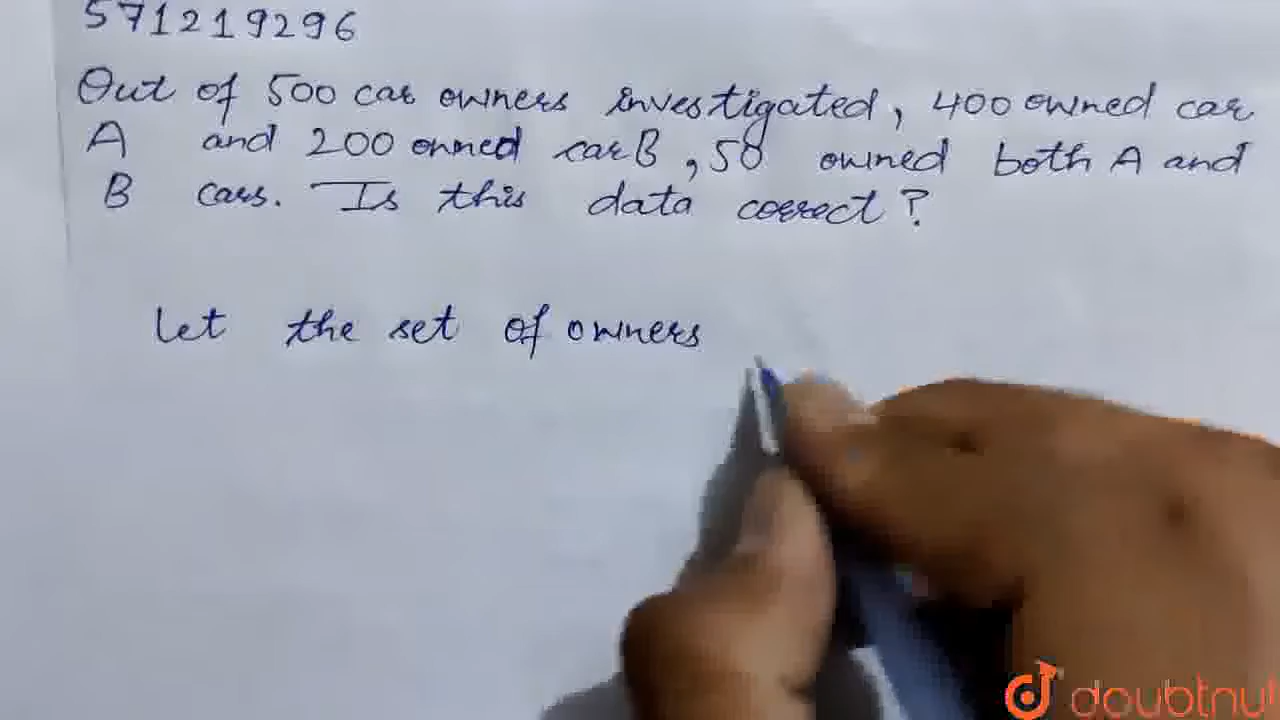 571219296
Out of 500 car owners investigated, 400 owned car
A and 200 owned car B, 50 owned both A and
B cars. Is this data correct?
Let the set of owners
doubtnut